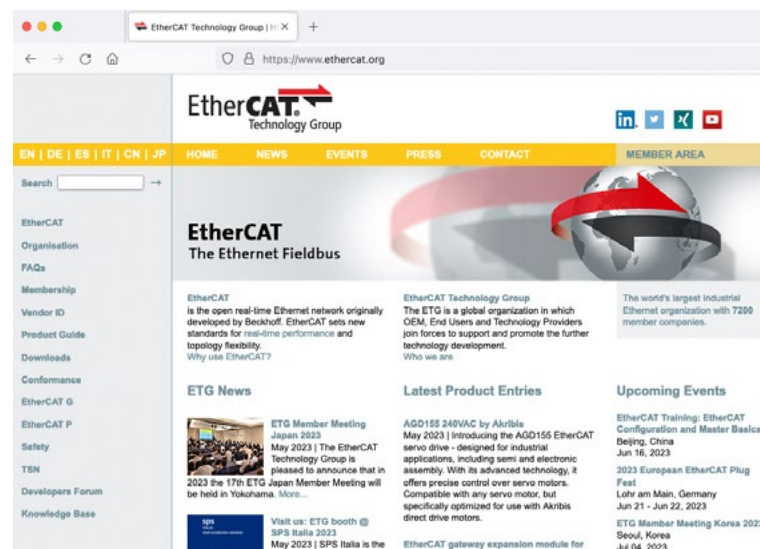 EtherCAT Technology Group | H
https://www.ethercat.org
EtherCAT®
Technology Group
in
EN | DE | ES | IT | CN | JP
HOME
NEWS
EVENTS
PRESS
CONTACT
MEMBER AREA
Search
EtherCAT
Organisation
FAQs
Membership
Vendor ID
Product Guide
Downloads
Conformance
EtherCAT G
EtherCAT P
Safety
TSN
Developers Forum
Knowledge Base
EtherCAT
The Ethernet Fieldbus
EtherCAT
is the open real-time Ethernet network originally
developed by Beckhoff. EtherCAT sets new
standards for real-time performance and
topology flexibility.
Why use EtherCAT?
EtherCAT Technology Group
The ETG is a global organization in which
OEM, End Users and Technology Providers
join forces to support and promote the further
technology development.
Who we are
The world's largest Industrial
Ethernet organization with 7200
member companies.
ETG News
ETG Member Meeting
Japan 2023
May 2023 | The EtherCAT
Technology Group is
pleased to announce that in
2023 the 17th ETG Japan Member Meeting will
be held in Yokohama. More...
sps
Visit us: ETG booth @
SPS Italia 2023
May 2023 | SPS Italia is the
Latest Product Entries
AGD155 240VAC by Akribis
May 2023 | Introducing the AGD155 EtherCAT
servo drive - designed for industrial
applications, including semi and electronic
assembly. With its advanced technology, it
offers precise control over servo motors.
Compatible with any servo motor, but
specifically optimized for use with Akribis
direct drive motors.
EtherCAT gateway expansion module for
Upcoming Events
EtherCAT Training: EtherCAT
Configuration and Master Basics
Beijing, China
Jun 16, 2023
2023 European EtherCAT Plug
Fest
Lohr am Main, Germany
Jun 21 - Jun 22, 2023
ETG Member Meeting Korea 202
Seoul, Korea
Jul 04, 2023